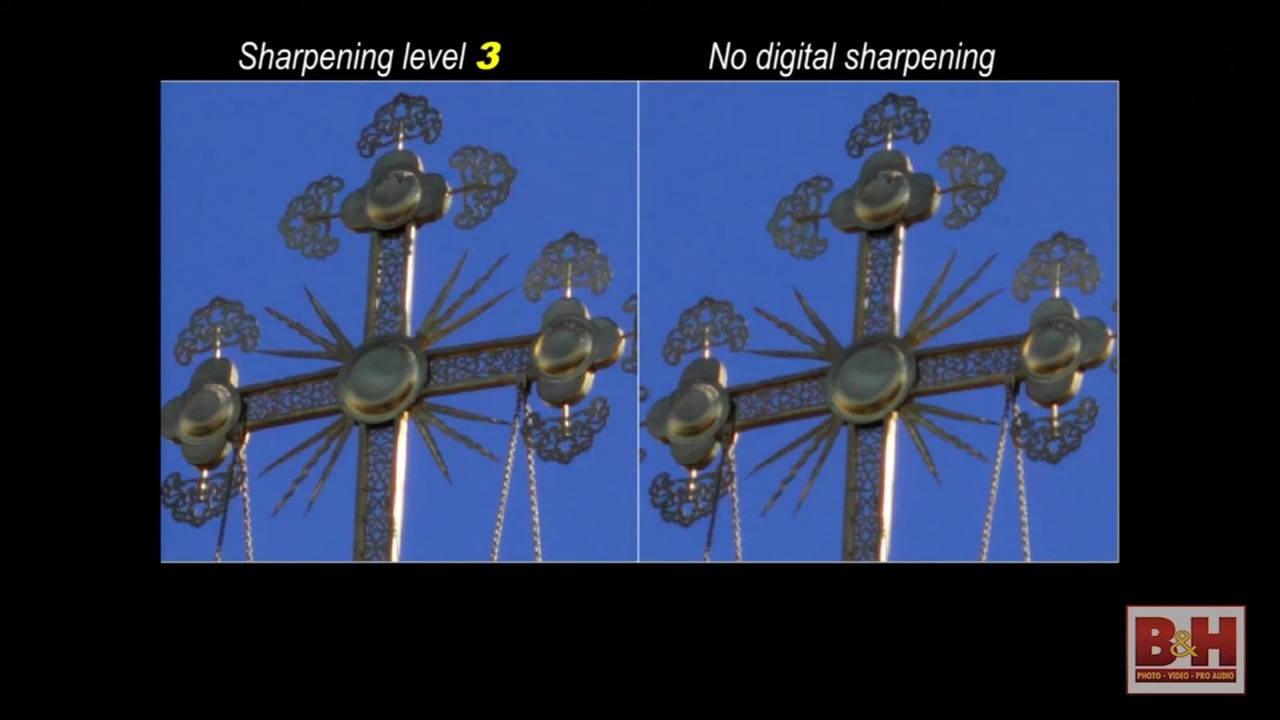 Sharpening level 3
No digital sharpening
B&H
PHOTO - VIDEO - PRO AUDIO